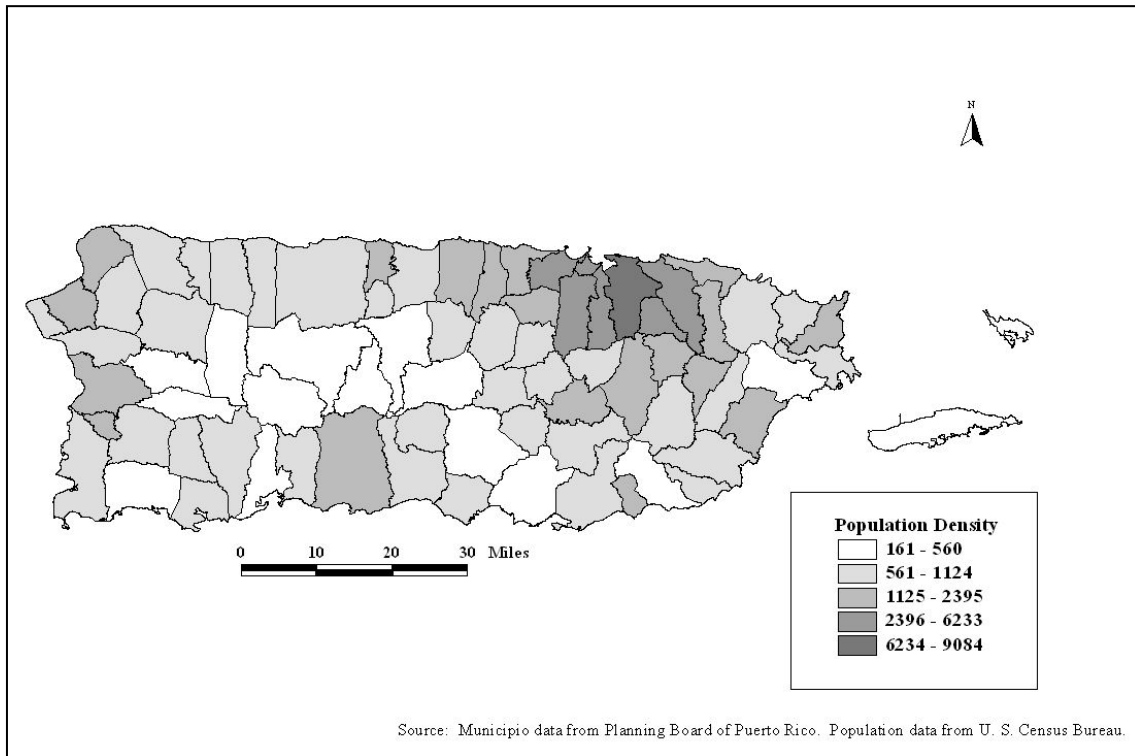 N
0 10 20 30 Miles
Population Density
161 - 560
561 - 1124
1125 - 2395
2396 - 6233
6234 - 9084
Source: Municipio data from Planning Board of Puerto Rico. Population data from U. S. Census Bureau.